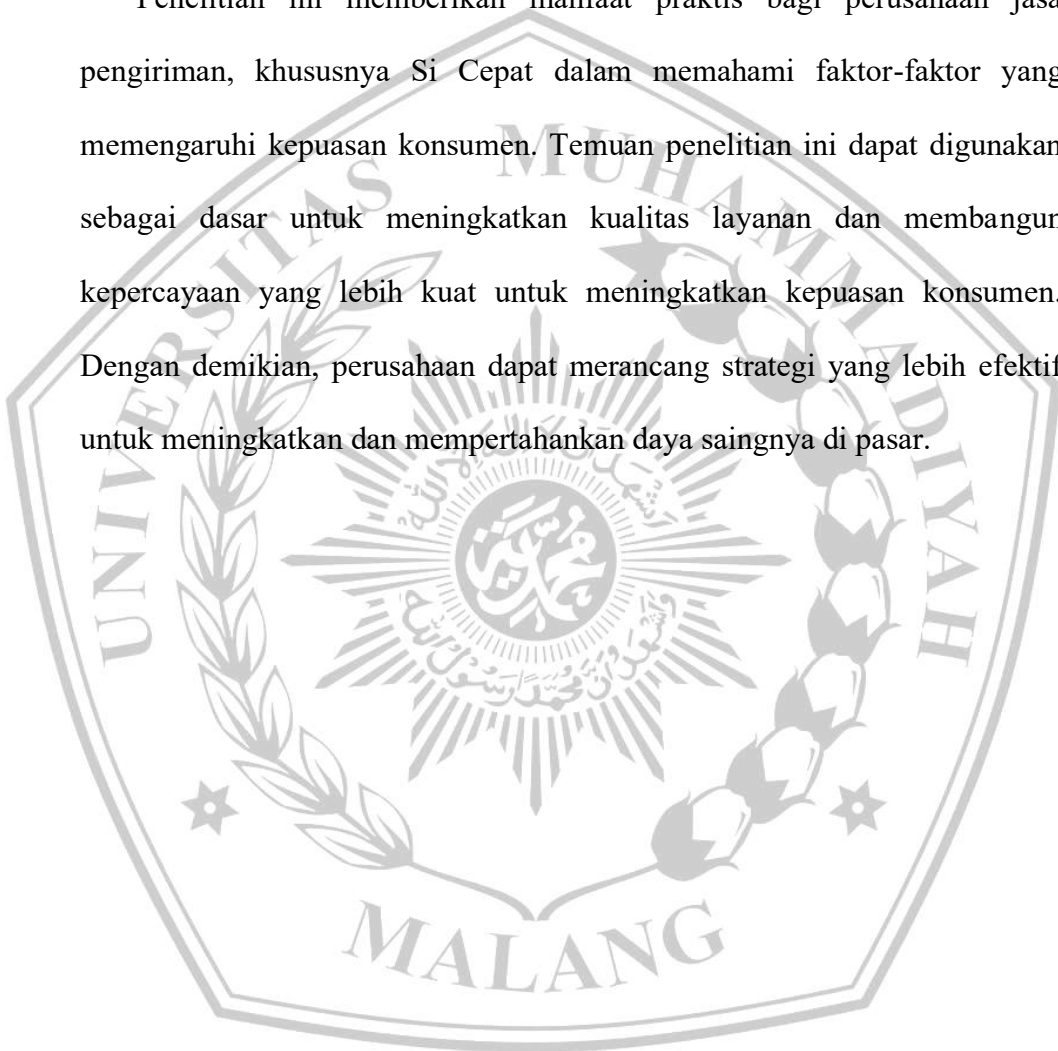 Penelitian ini memberikan manfaat praktis bagi perusahaan jasa
pengiriman, khususnya Si Cepat dalam memahami faktor-faktor yang
memengaruhi kepuasan konsumen. Temuan penelitian ini dapat digunakan
sebagai dasar untuk meningkatkan kualitas layanan dan membangun
kepercayaan yang lebih kuat untuk meningkatkan kepuasan konsumen.
Dengan demikian, perusahaan dapat merancang strategi yang lebih efektif
untuk meningkatkan dan mempertahankan daya saingnya di pasar.
UNIVERSITAS MUHAMMADIYAH
MALANG